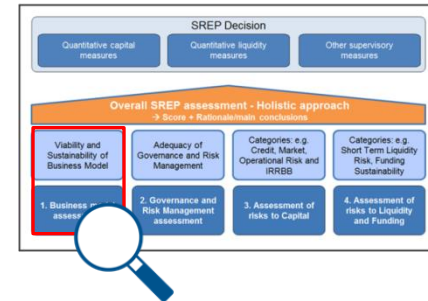 SREP Decision
Quantitative capital
measures
Quantitative liquidity
measures
Other supervisory
measures
Overall SREP assessment - Holistic approach
→ Score + Rationale/main conclusions
Viability and
Sustainability of
Business Model
Adequacy of
Governance and Risk
Management
Categories: e.g.
Credit, Market,
Operational Risk and
IRRBB
Categories: e.g.
Short Term Liquidity
Risk, Funding
Sustainability
1. Business
assess
2. Governance and
Risk Management
assessment
3. Assessment of
risks to Capital
4. Assessment of
risks to Liquidity
and Funding